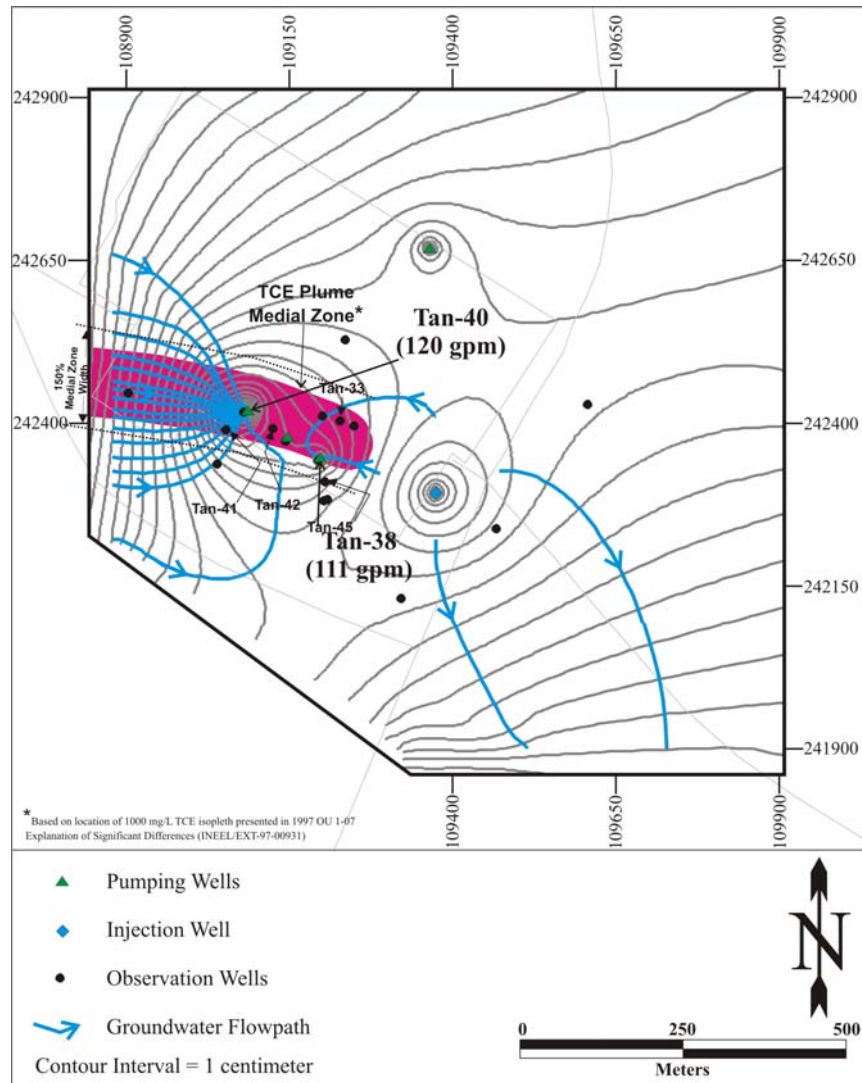 108900
109150
109400
109650
109900
242900
242900
242650
242650
TCE Plume
Medial Zone*
Tan-40
(120 gpm)
150%
Medial Zone
Width
Tan-33
242400
242400
Tan-41
Tan-42
Tan-45
Tan-38
(111 gpm)
242150
242150
241900
241900
* Based on location of 1000 mg/L TCE isopleth presented in 1997 OU 1-07
Explanation of Significant Differences (INEEL/EXT-97-00931)
109400
109650
109900
Pumping Wells
Injection Well
Observation Wells
Groundwater Flowpath
Contour Interval = 1 centimeter
N
0
250
500
Meters